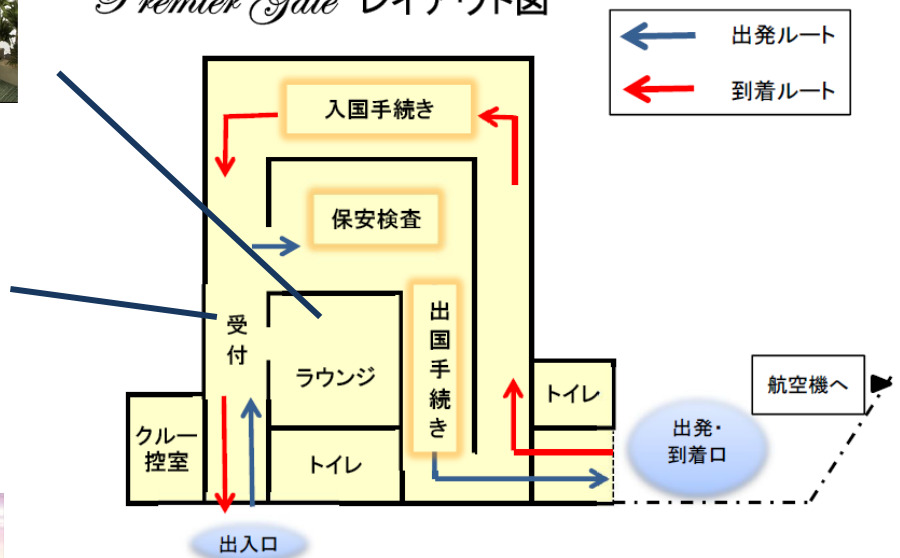 Premier Gate レイアウト図
出発ルート
到着ルート
入国手続き
保安検査
出国手続き
受付
ラウンジ
トイレ
トイレ
クルー
控室
航空機へ
出発・
到着口
出入口